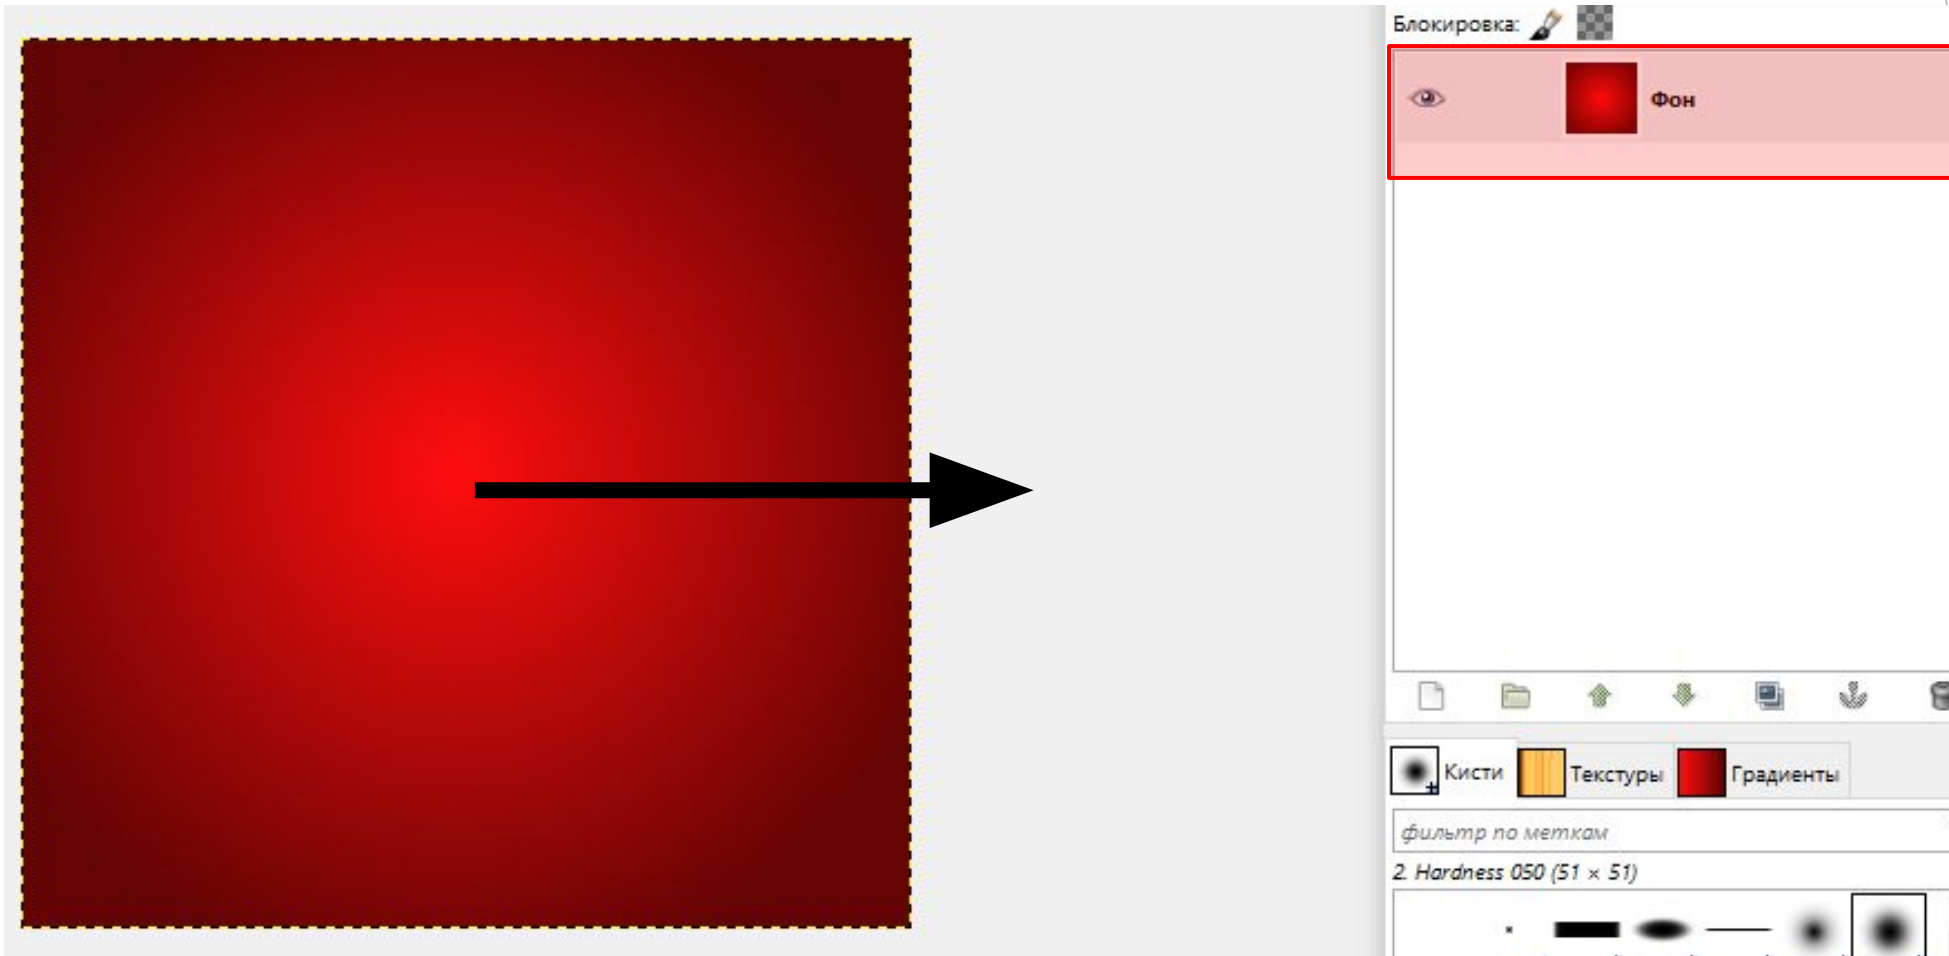 Блокировка:
Фон
Кисти
Текстуры
Градиенты
фильтр по меткам
2. Hardness 050 (51 × 51)